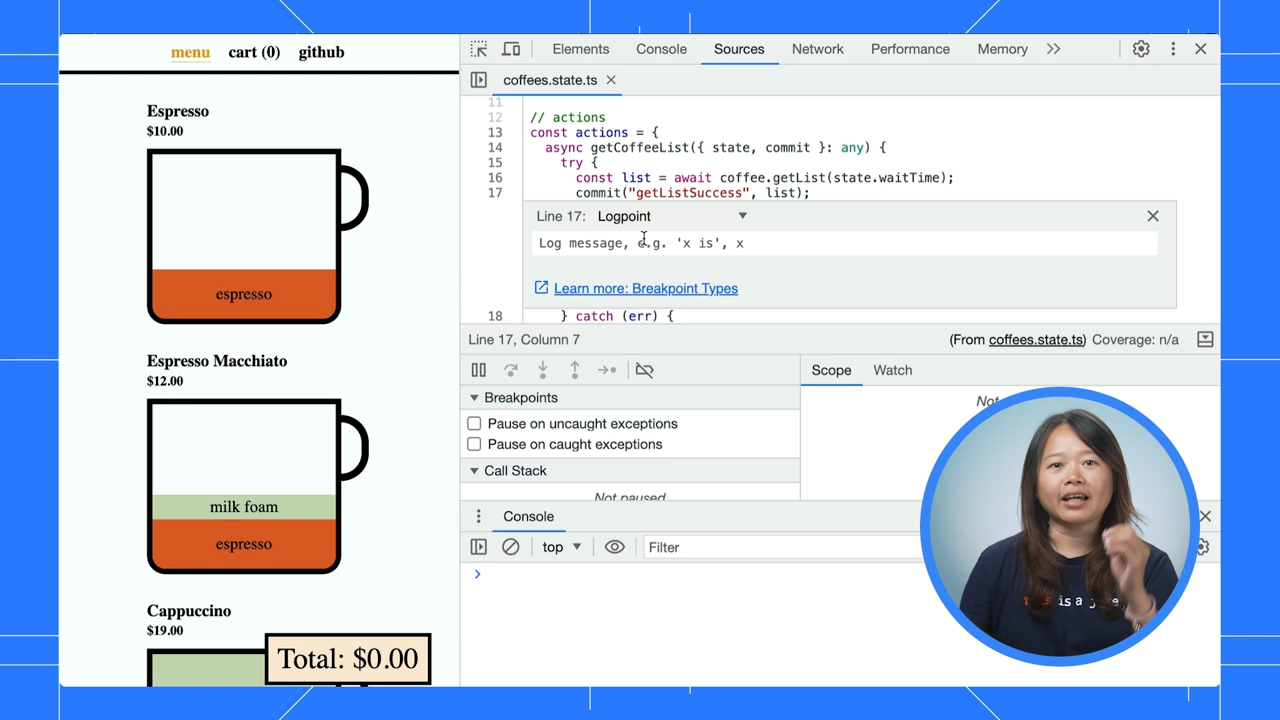 menu cart (0) github
Espresso
$10.00
espresso
Espresso Macchiato
$12.00
milk foam
espresso
Cappuccino
$19.00
Total: $0.00
Elements Console Sources Network Performance Memory
coffees.state.ts
11
12 // actions
13 const actions = {
14 async getCoffeeList({ state, commit }: any) {
15 try {
16 const list = await coffee.getList(state.waitTime);
17 commit("getListSuccess", list);
Line 17: Logpoint
Log message, e.g. 'x is', x
Learn more: Breakpoint Types
18 } catch (err) {
Line 17, Column 7 (From coffees.state.ts) Coverage: n/a
Scope Watch
Breakpoints
Not
Pause on uncaught exceptions
Pause on caught exceptions
Call Stack
Not paused
Console
top Filter
is a